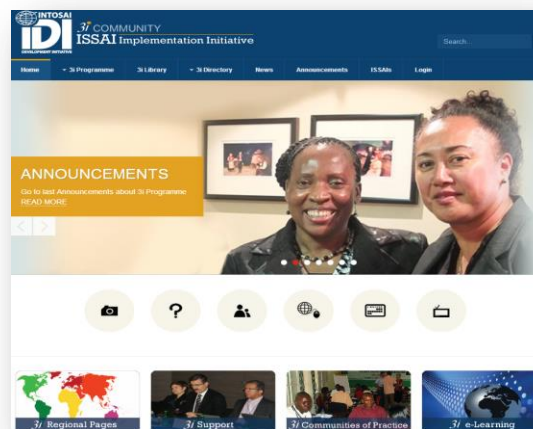 INTOSAI
IDI
DEVELOPMENT INITIATIVE
3i COMMUNITY
ISSAI Implementation Initiative
Search...
Home
3i Programme
3i Library
3i Directory
News
Announcements
ISSAIs
Login
ANNOUNCEMENTS
Go to last Announcements about 3i Programme
READ MORE
3i Regional Pages
3i Support
3i Communities of Practice
3i e-Learning